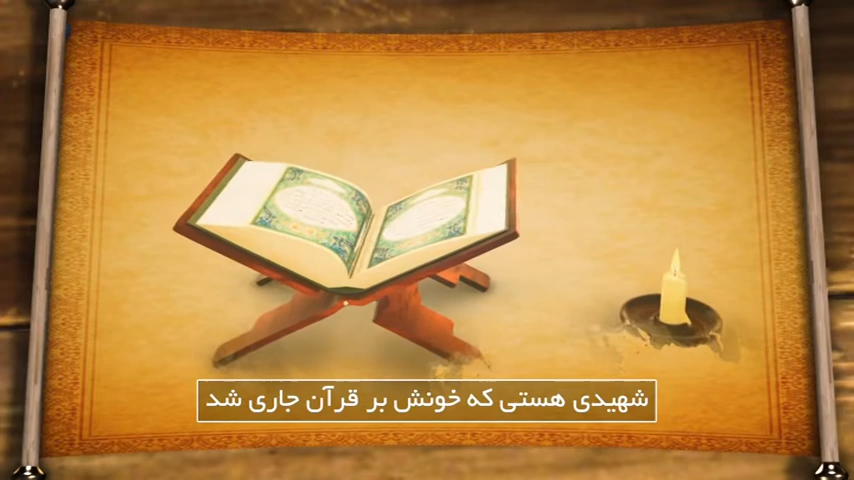 شهیدی هستی که خونش بر قرآن جاری شد